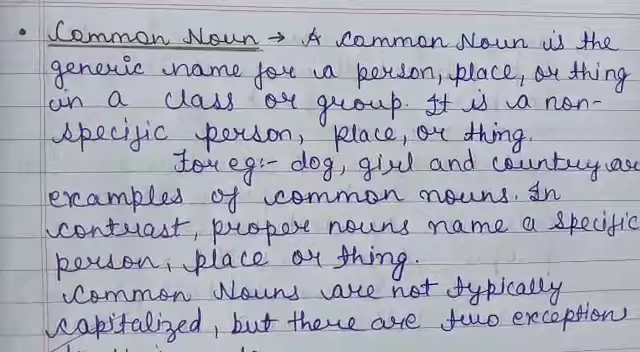 • Common Noun → A common Noun is the
generic name for a person, place, or thing
in a class or group. It is a non-
specific person, place, or thing.
For eg:- dog, girl and country are
examples of common nouns. In
contrast, proper nouns name a specific
person, place or thing.
Common Nouns are not typically
capitalized, but there are two exceptions